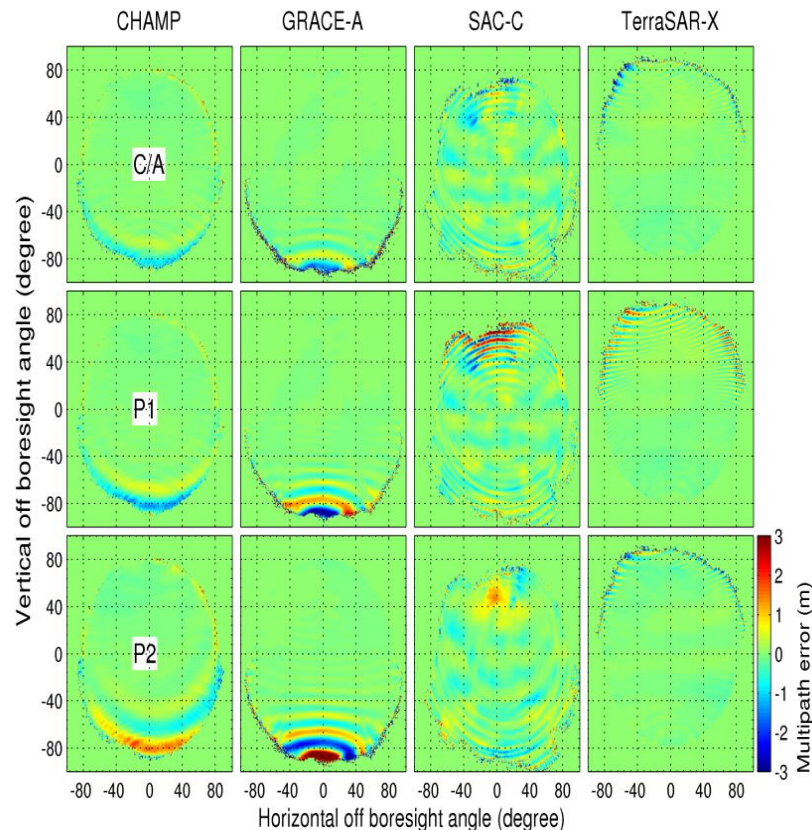 CHAMP GRACE-A SAC-C TerraSAR-X
80
40
0
-40
-80
C/A
80
40
0
-40
-80
P1
80
40
0
-40
-80
P2
3
2
1
0
-1
-2
-3
Multipath error (m)
Vertical off boresight angle (degree)
-80 -40 0 40 80 -80 -40 0 40 80 -80 -40 0 40 80 -80 -40 0 40 80
Horizontal off boresight angle (degree)